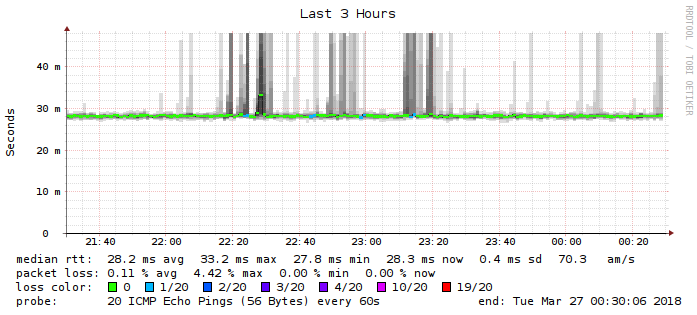 Last 3 Hours
RRDTOOL / TOBI OETIKER
Seconds
40 m
30 m
20 m
10 m
0
21:40 22:00 22:20 22:40 23:00 23:20 23:40 00:00 00:20
median rtt: 28.2 ms avg 33.2 ms max 27.8 ms min 28.3 ms now 0.4 ms sd 70.3 am/s
packet loss: 0.11 % avg 4.42 % max 0.00 % min 0.00 % now
loss color: 0 1/20 2/20 3/20 4/20 10/20 19/20
probe: 20 ICMP Echo Pings (56 Bytes) every 60s end: Tue Mar 27 00:30:06 2018